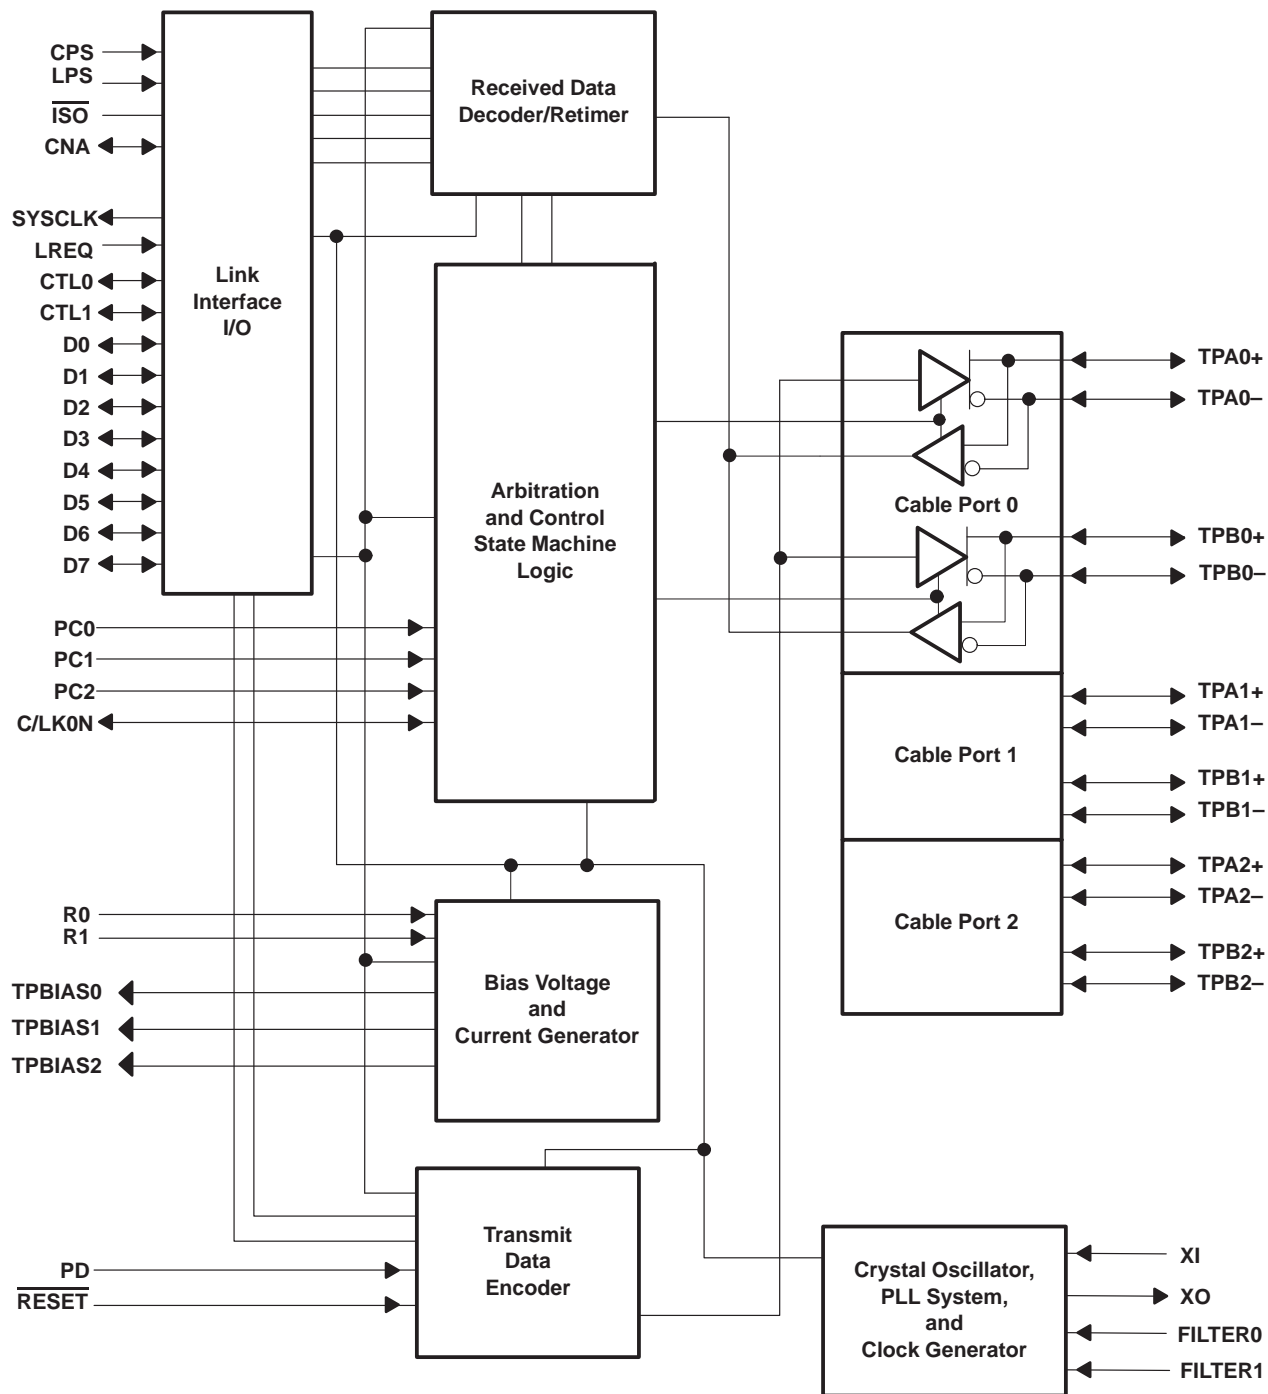 CPS
LPS
ISO
CNA
SYSCLK
LREQ
CTL0
CTL1
D0
D1
D2
D3
D4
D5
D6
D7
PC0
PC1
PC2
C/LK0N
R0
R1
TPBIAS0
TPBIAS1
TPBIAS2
PD
RESET
Link
Interface
I/O
Received Data
Decoder/Retimer
Arbitration
and Control
State Machine
Logic
Bias Voltage
and
Current Generator
Transmit
Data
Encoder
Cable Port 0
Cable Port 1
Cable Port 2
Crystal Oscillator,
PLL System,
and
Clock Generator
TPA0+
TPA0–
TPB0+
TPB0–
TPA1+
TPA1–
TPB1+
TPB1–
TPA2+
TPA2–
TPB2+
TPB2–
XI
XO
FILTER0
FILTER1